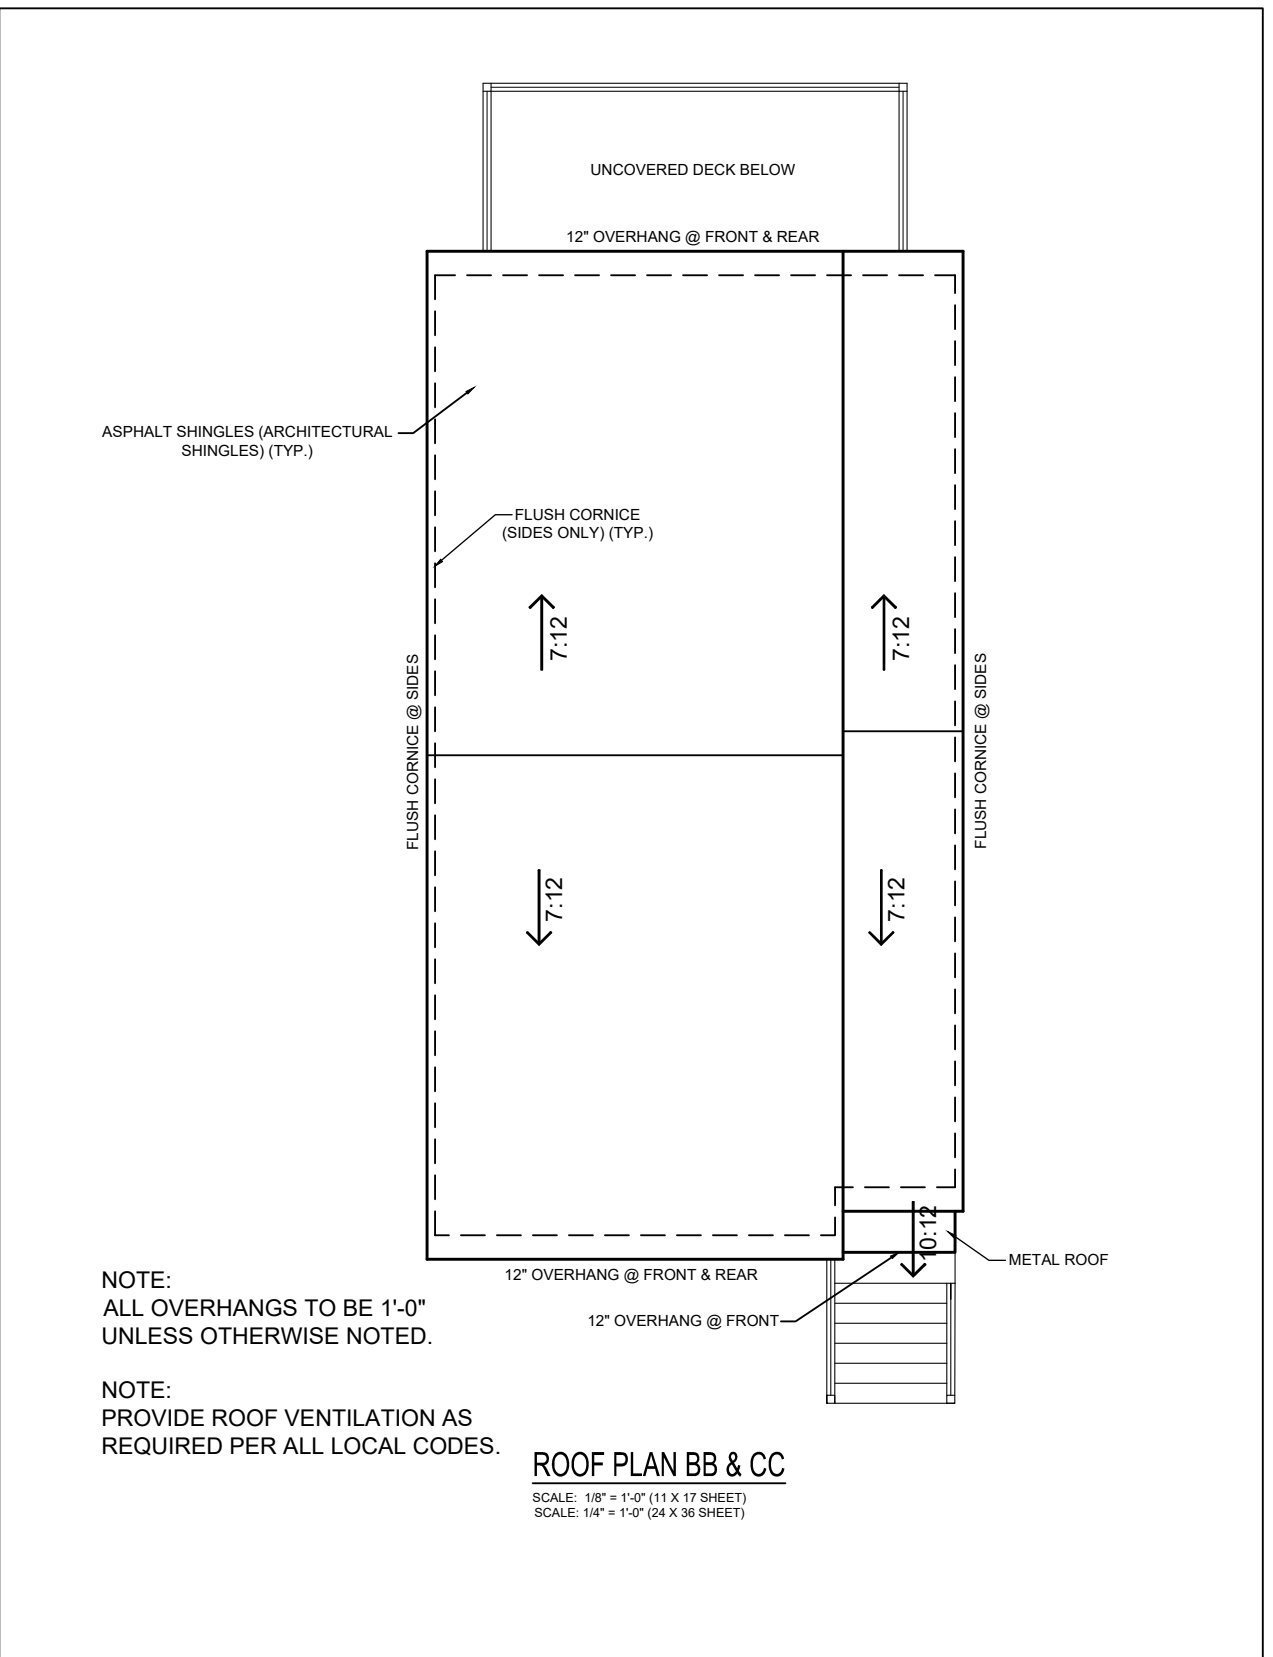 UNCOVERED DECK BELOW
12" OVERHANG @ FRONT & REAR
ASPHALT SHINGLES (ARCHITECTURAL
SHINGLES) (TYP.)
FLUSH CORNICE
(SIDES ONLY) (TYP.)
7:12
7:12
FLUSH CORNICE @ SIDES
FLUSH CORNICE @ SIDES
7:12
7:12
10:12
METAL ROOF
12" OVERHANG @ FRONT & REAR
12" OVERHANG @ FRONT
NOTE:
ALL OVERHANGS TO BE 1'-0"
UNLESS OTHERWISE NOTED.
NOTE:
PROVIDE ROOF VENTILATION AS
REQUIRED PER ALL LOCAL CODES.
ROOF PLAN BB & CC
SCALE: 1/8" = 1'-0" (11 X 17 SHEET)
SCALE: 1/4" = 1'-0" (24 X 36 SHEET)